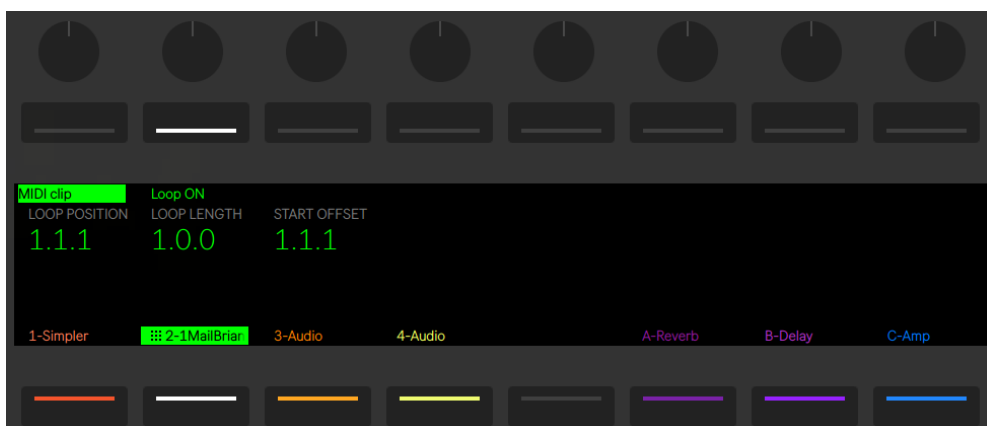 MIDI clip Loop ON
LOOP POSITION LOOP LENGTH START OFFSET
1.1.1 1.0.0 1.1.1
1-Simpler 2-1MailBriar 3-Audio 4-Audio A-Reverb B-Delay C-Amp